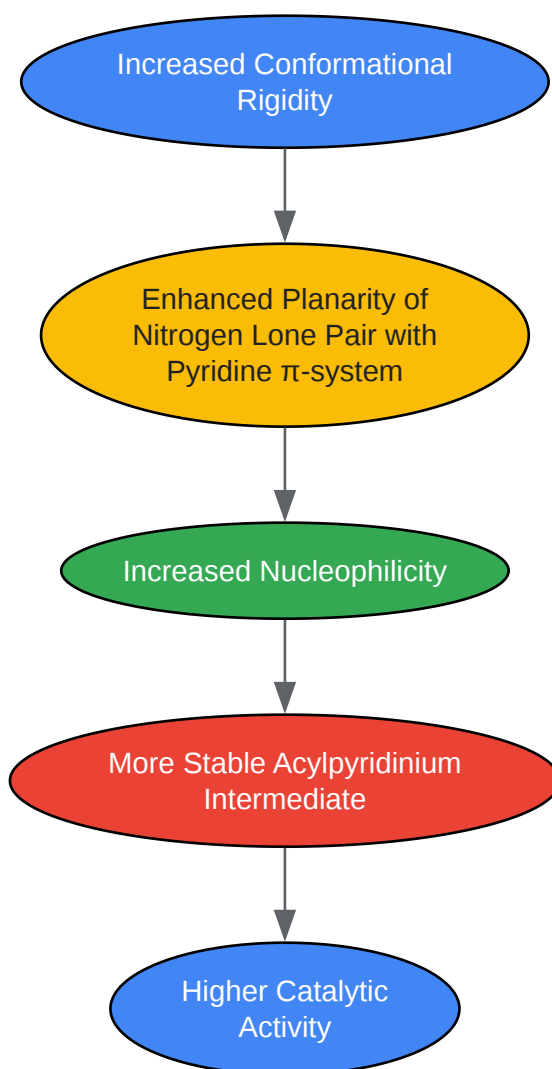 Increased Conformational
Rigidity
Enhanced Planarity of
Nitrogen Lone Pair with
Pyridine π-system
Increased Nucleophilicity
More Stable Acylpyridinium
Intermediate
Higher Catalytic
Activity